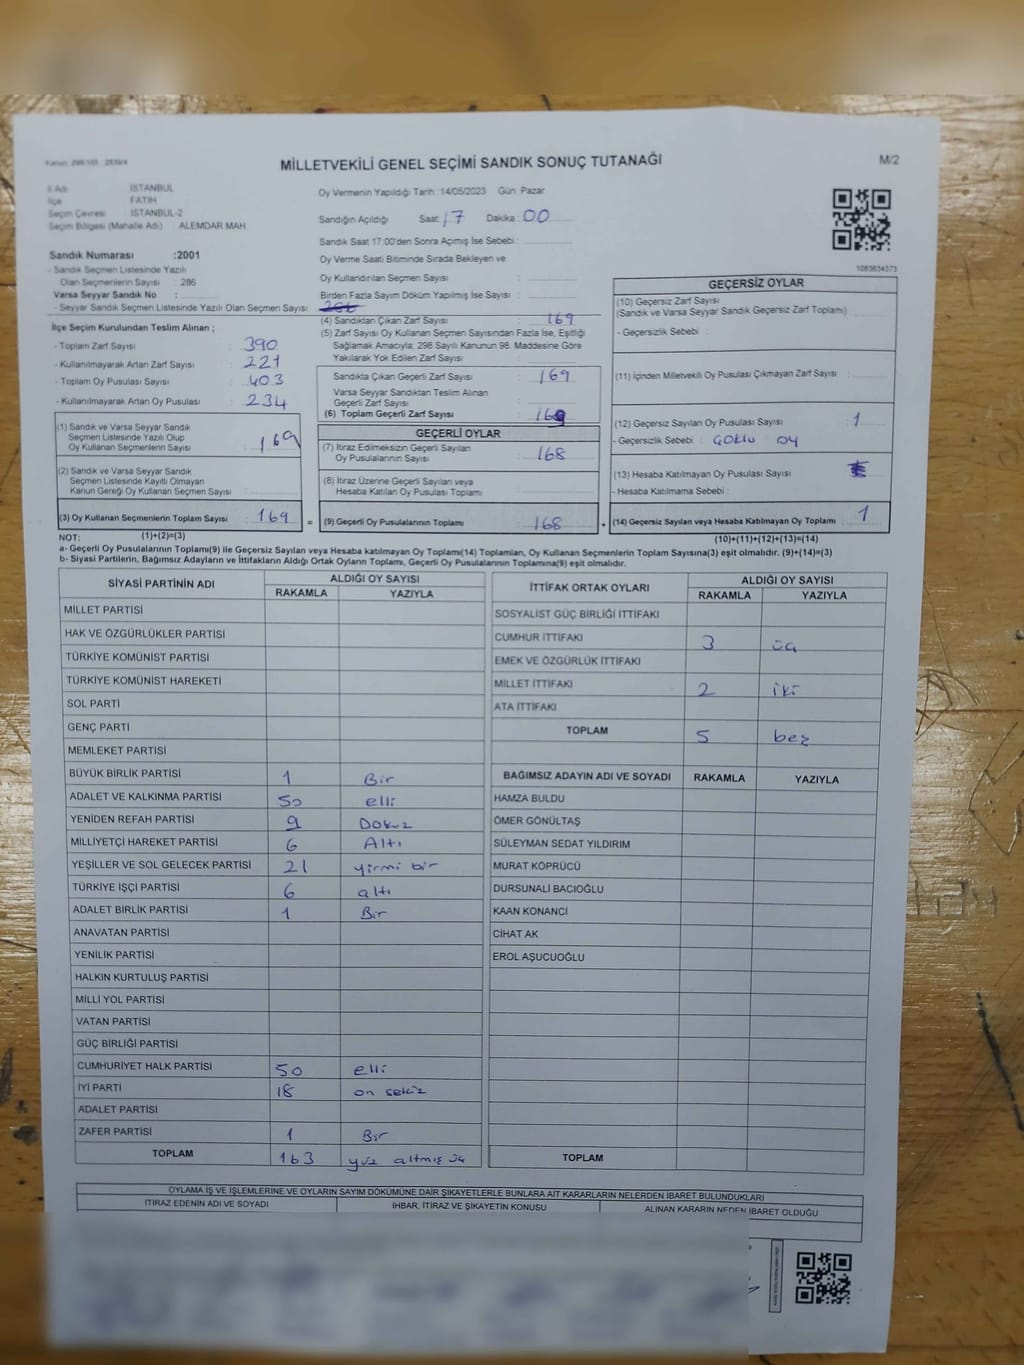 Kanun: 298/105 , 2839/4
MİLLETVEKİLİ GENEL SEÇİMİ SANDIK SONUÇ TUTANAĞI
M/2
İl Adı İSTANBUL
İlçe FATİH
Seçim Çevresi İSTANBUL-2
Seçim Bölgesi (Mahalle Adı) ALEMDAR MAH.
Sandık Numarası :2001
- Sandık Seçmen Listesinde Yazılı
Olan Seçmenlerin Sayısı : 286
Varsa Seyyar Sandık No :
- Seyyar Sandık Seçmen Listesinde Yazılı Olan Seçmen Sayısı :
İlçe Seçim Kurulundan Teslim Alınan ;
- Toplam Zarf Sayısı : 390
- Kullanılmayarak Artan Zarf Sayısı : 221
- Toplam Oy Pusulası Sayısı : 403
- Kullanılmayarak Artan Oy Pusulası : 234
(1) Sandık ve Varsa Seyyar Sandık
Seçmen Listesinde Yazılı Olup
Oy Kullanan Seçmenlerin Sayısı : 169
(2) Sandık ve Varsa Seyyar Sandık
Seçmen Listesinde Kayıtlı Olmayan
Kanun Gereği Oy Kullanan Seçmen Sayısı :
(3) Oy Kullanan Seçmenlerin Toplam Sayısı : 169
Oy Vermenin Yapıldığı Tarih : 14/05/2023 Gün: Pazar
Sandığın Açıldığı Saat: 17 Dakika: 00
Sandık Saat 17:00'den Sonra Açılmış İse Sebebi :
Oy Verme Saati Bitiminde Sırada Bekleyen ve
Oy Kullandırılan Seçmen Sayısı :
Birden Fazla Sayım Döküm Yapılmış İse Sayısı :
(4) Sandıktan Çıkan Zarf Sayısı : 169
(5) Zarf Sayısı Oy Kullanan Seçmen Sayısından Fazla İse, Eşitliği
Sağlamak Amacıyla; 298 Sayılı Kanunun 98. Maddesine Göre
Yakılarak Yok Edilen Zarf Sayısı :
Sandıkta Çıkan Geçerli Zarf Sayısı : 169
Varsa Seyyar Sandıktan Teslim Alınan
Geçerli Zarf Sayısı :
(6) Toplam Geçerli Zarf Sayısı : 169
GEÇERLİ OYLAR
(7) İtiraz Edilmeksizin Geçerli Sayılan
Oy Pusulalarının Sayısı : 168
(8) İtiraz Üzerine Geçerli Sayılan veya
Hesaba Katılan Oy Pusulası Toplamı :
= (9) Geçerli Oy Pusulalarının Toplamı : 168
1083634373
GEÇERSİZ OYLAR
(10) Geçersiz Zarf Sayısı
(Sandık ve Varsa Seyyar Sandık Geçersiz Zarf Toplamı) :
- Geçersizlik Sebebi :
(11) İçinden Milletvekili Oy Pusulası Çıkmayan Zarf Sayısı :
(12) Geçersiz Sayılan Oy Pusulası Sayısı : 1
- Geçersizlik Sebebi : GOKLU OY
(13) Hesaba Katılmayan Oy Pusulası Sayısı :
- Hesaba Katılmama Sebebi :
+ (14) Geçersiz Sayılan veya Hesaba Katılmayan Oy Toplamı : 1
NOT: (1)+(2)=(3) (10)+(11)+(12)+(13)=(14)
a- Geçerli Oy Pusulalarının Toplamı(9) ile Geçersiz Sayılan veya Hesaba katılmayan Oy Toplamı(14) Toplamları, Oy Kullanan Seçmenlerin Toplam Sayısına(3) eşit olmalıdır. (9)+(14)=(3)
b- Siyasi Partilerin, Bağımsız Adayların ve İttifakların Aldığı Ortak Oyların Toplamı, Geçerli Oy Pusulalarının Toplamına(9) eşit olmalıdır.
SİYASİ PARTİNİN ADI ALDIĞI OY SAYISI
RAKAMLA YAZIYLA
MİLLET PARTİSİ
HAK VE ÖZGÜRLÜKLER PARTİSİ
TÜRKİYE KOMÜNİST PARTİSİ
TÜRKİYE KOMÜNİST HAREKETİ
SOL PARTİ
GENÇ PARTİ
MEMLEKET PARTİSİ
BÜYÜK BİRLİK PARTİSİ 1 Bir
ADALET VE KALKINMA PARTİSİ 50 elli
YENİDEN REFAH PARTİSİ 9 Dokuz
MİLLİYETÇİ HAREKET PARTİSİ 6 Altı
YEŞİLLER VE SOL GELECEK PARTİSİ 21 yirmi bir
TÜRKİYE İŞÇİ PARTİSİ 6 altı
ADALET BİRLİK PARTİSİ 1 Bir
ANAVATAN PARTİSİ
YENİLİK PARTİSİ
HALKIN KURTULUŞ PARTİSİ
MİLLİ YOL PARTİSİ
VATAN PARTİSİ
GÜÇ BİRLİĞİ PARTİSİ
CUMHURİYET HALK PARTİSİ 50 elli
İYİ PARTİ 18 on sekiz
ADALET PARTİSİ
ZAFER PARTİSİ 1 Bir
TOPLAM 163 yüz altmış üç
İTTİFAK ORTAK OYLARI ALDIĞI OY SAYISI
RAKAMLA YAZIYLA
SOSYALİST GÜÇ BİRLİĞİ İTTİFAKI
CUMHUR İTTİFAKI 3 üç
EMEK VE ÖZGÜRLÜK İTTİFAKI
MİLLET İTTİFAKI 2 iki
ATA İTTİFAKI
TOPLAM 5 beş
BAĞIMSIZ ADAYIN ADI VE SOYADI RAKAMLA YAZIYLA
HAMZA BULDU
ÖMER GÖNÜLTAŞ
SÜLEYMAN SEDAT YILDIRIM
MURAT KÖPRÜCÜ
DURSUNALİ BACIOĞLU
KAAN KONANCİ
CİHAT AK
EROL AŞUCUOĞLU
TOPLAM
OYLAMA İŞ VE İŞLEMLERİNE VE OYLARIN SAYIM DÖKÜMÜNE DAİR ŞİKAYETLERLE BUNLARA AİT KARARLARIN NELERDEN İBARET BULUNDUKLARI
İTİRAZ EDENİN ADI VE SOYADI İHBAR, İTİRAZ VE ŞİKAYETİN KONUSU ALINAN KARARIN NEDEN İBARET OLDUĞU